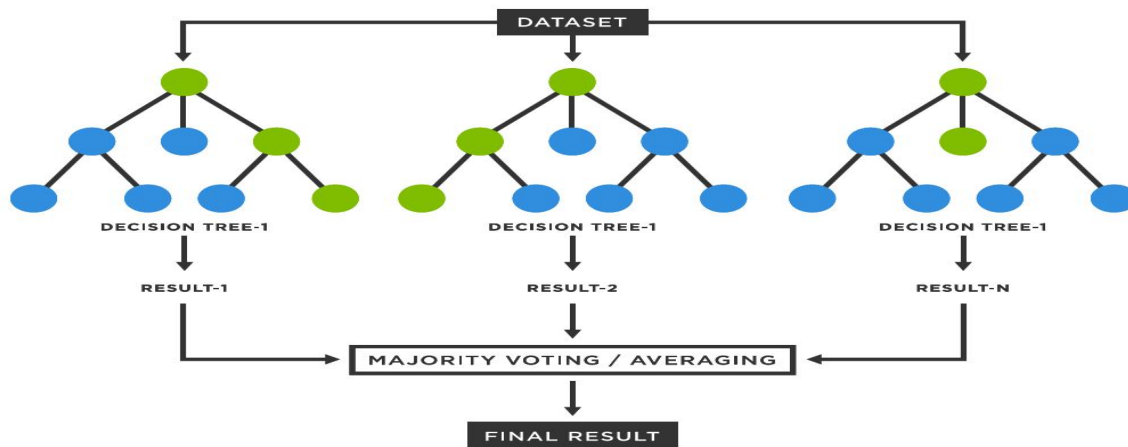 DATASET
DECISION TREE-1 DECISION TREE-1 DECISION TREE-1
RESULT-1 RESULT-2 RESULT-N
MAJORITY VOTING / AVERAGING
FINAL RESULT